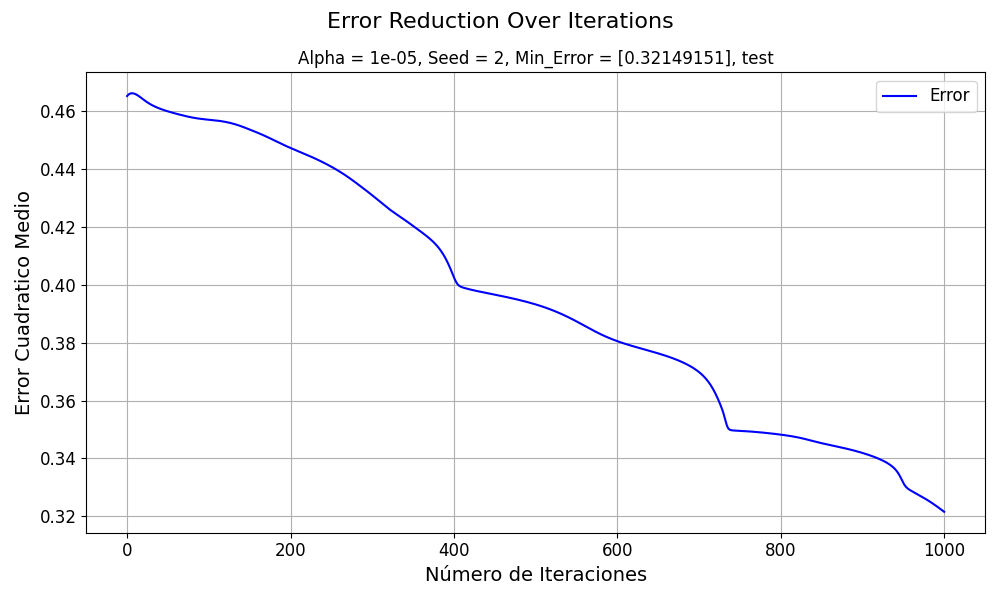 Error Reduction Over Iterations
Alpha = 1e-05, Seed = 2, Min_Error = [0.32149151], test
Error
0.46
0.44
0.42
0.40
0.38
0.36
0.34
0.32
Error Cuadratico Medio
0 200 400 600 800 1000
Número de Iteraciones